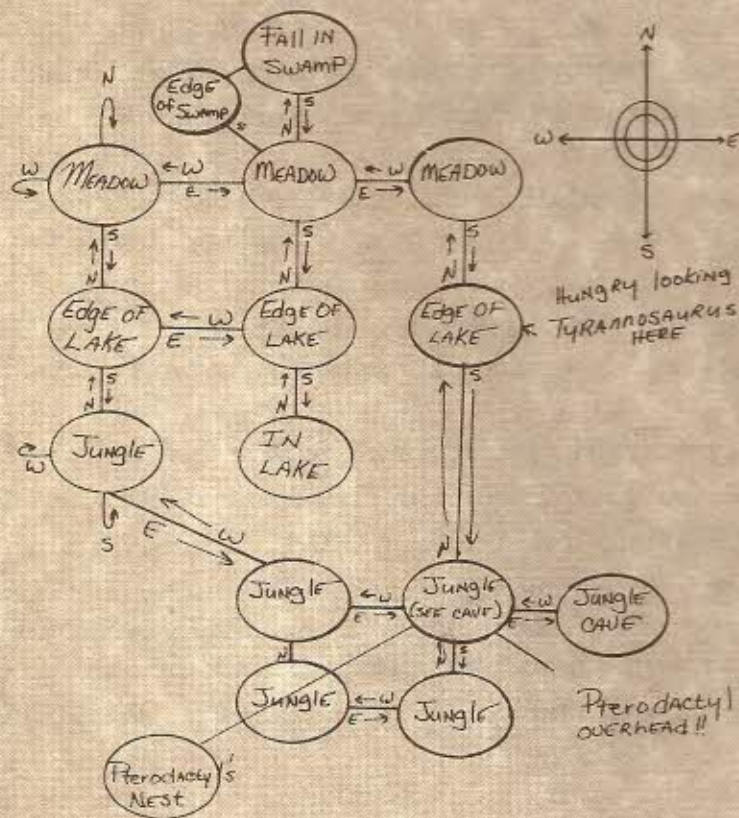 FALL IN
SWAMP
Edge
of SWAMP
S
N
S
N
N
W
MEADOW
← W
E →
MEADOW
← W
E →
MEADOW
W
E
S
S
N
S
N
S
N
Edge OF
LAKE
← W
E →
Edge OF
LAKE
Edge OF
LAKE
HUNGRY looking
TYRANNOSAURUS
HERE
S
N
S
N
S
W
JUNGLE
IN
LAKE
S
W
E
N
JUNGLE
← W
E →
JUNGLE
(SEE CAVE)
← W
E →
JUNGLE
CAVE
N
S
N
JUNGLE
← W
E →
JUNGLE
Pterodactyl
OVERHEAD!!
Pterodactyl's
NEST